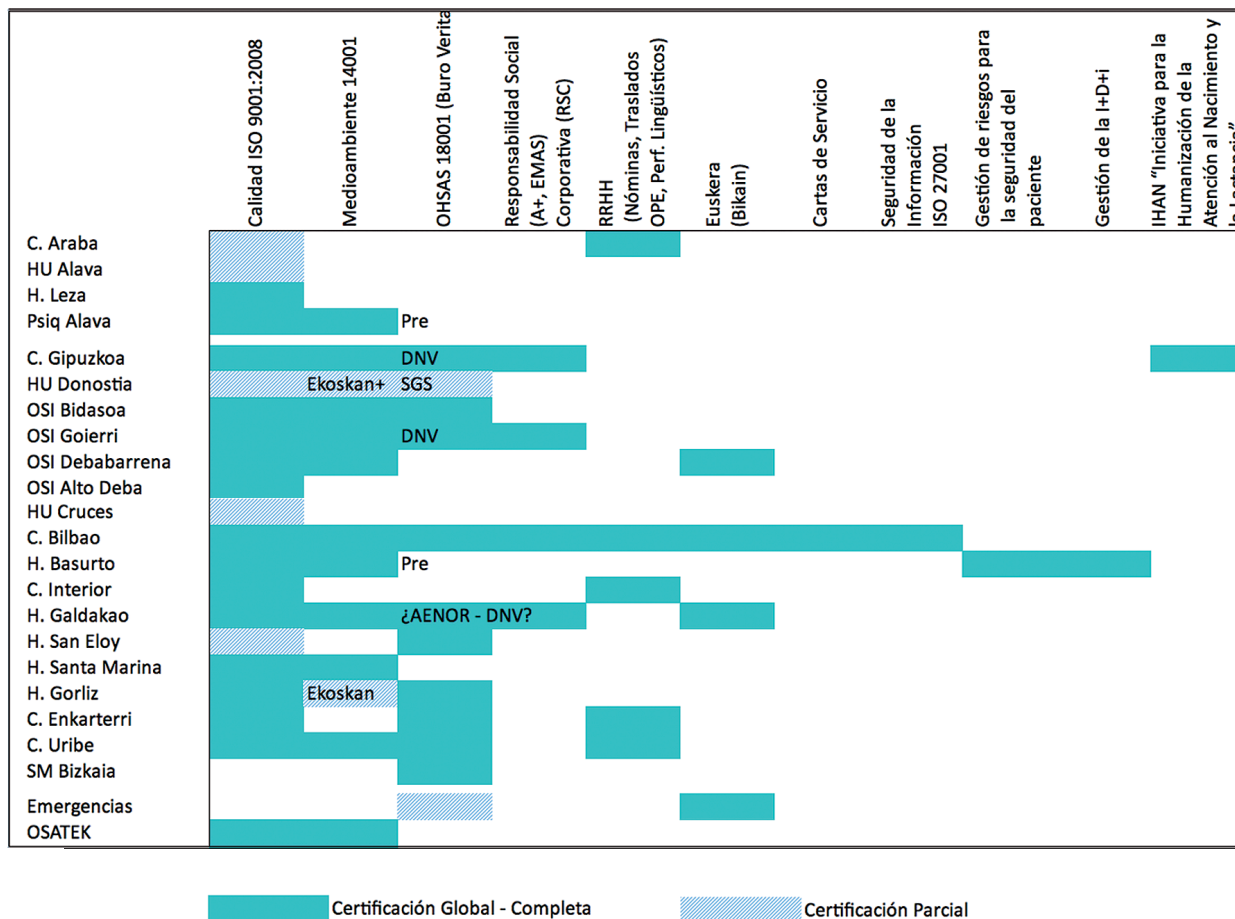 Calidad ISO 9001:2008
Medioambiente 14001
OHSAS 18001 (Buro Verita
Responsabilidad Social
(A+, EMAS)
Corporativa (RSC)
RRHH
(Nóminas, Traslados
OPE, Perf. Lingüísticos)
Euskera
(Bikain)
Cartas de Servicio
Seguridad de la
Información
ISO 27001
Gestión de riesgos para
la seguridad del
paciente
Gestión de la I+D+i
IHAN "Iniciativa para la
Humanización de la
Atención al Nacimiento y
la Lactancia"
C. Araba
HU Alava
H. Leza
Psiq Alava Pre
C. Gipuzkoa DNV
HU Donostia Ekoskan+ SGS
OSI Bidasoa
OSI Goierri DNV
OSI Debabarrena
OSI Alto Deba
HU Cruces
C. Bilbao
H. Basurto Pre
C. Interior
H. Galdakao ¿AENOR - DNV?
H. San Eloy
H. Santa Marina
H. Gorliz Ekoskan
C. Enkarterri
C. Uribe
SM Bizkaia
Emergencias
OSATEK
Certificación Global - Completa
Certificación Parcial